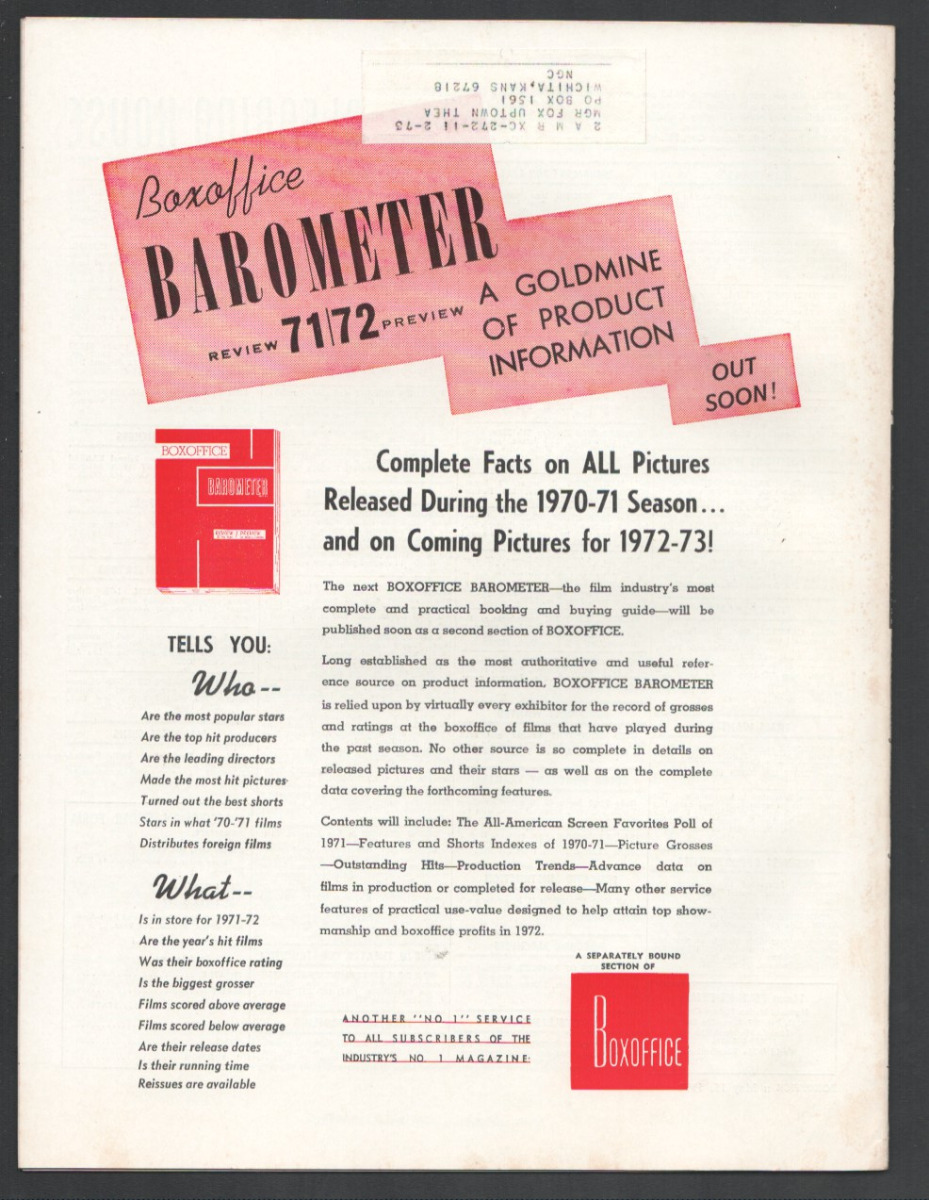 2 A M R XC-272-11 2-73
MGR FOX UPTOWN THEA
PO BOX 1561
WICHITA,KANS 67218
NGC
Boxoffice
BAROMETER
REVIEW 71|72 PREVIEW
A GOLDMINE
OF PRODUCT
INFORMATION
OUT
SOON!
BOXOFFICE
BAROMETER
Complete Facts on ALL Pictures
Released During the 1970-71 Season...
and on Coming Pictures for 1972-73!
The next BOXOFFICE BAROMETER—the film industry's most
complete and practical booking and buying guide—will be
published soon as a second section of BOXOFFICE.
Long established as the most authoritative and useful refer-
ence source on product information. BOXOFFICE BAROMETER
is relied upon by virtually every exhibitor for the record of grosses
and ratings at the boxoffice of films that have played during
the past season. No other source is so complete in details on
released pictures and their stars — as well as on the complete
data covering the forthcoming features.
Contents will include: The All-American Screen Favorites Poll of
1971—Features and Shorts Indexes of 1970-71—Picture Grosses
—Outstanding Hits—Production Trends—Advance data on
films in production or completed for release—Many other service
features of practical use-value designed to help attain top show-
manship and boxoffice profits in 1972.
TELLS YOU:
Who--
Are the most popular stars
Are the top hit producers
Are the leading directors
Made the most hit pictures
Turned out the best shorts
Stars in what '70-'71 films
Distributes foreign films
What--
Is in store for 1971-72
Are the year's hit films
Was their boxoffice rating
Is the biggest grosser
Films scored above average
Films scored below average
Are their release dates
Is their running time
Reissues are available
ANOTHER "NO. 1" SERVICE
TO ALL SUBSCRIBERS OF THE
INDUSTRY'S NO. 1 MAGAZINE:
A SEPARATELY BOUND
SECTION OF
BOXOFFICE